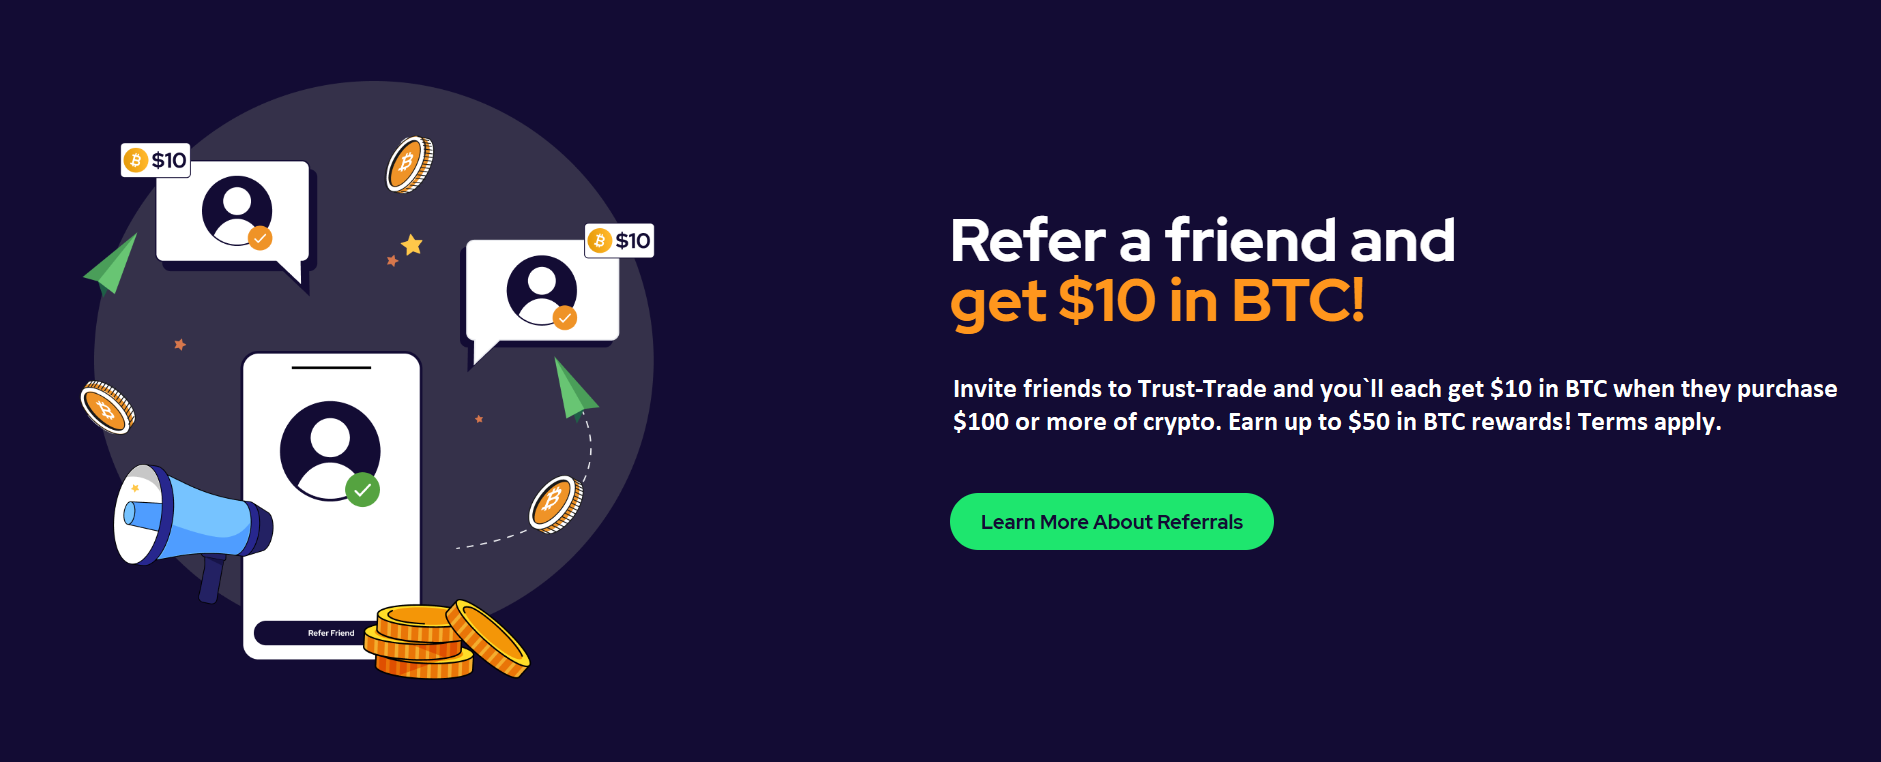 $10
$10
Refer Friend
Refer a friend and
get $10 in BTC!
Invite friends to Trust-Trade and you`ll each get $10 in BTC when they purchase
$100 or more of crypto. Earn up to $50 in BTC rewards! Terms apply.
Learn More About Referrals